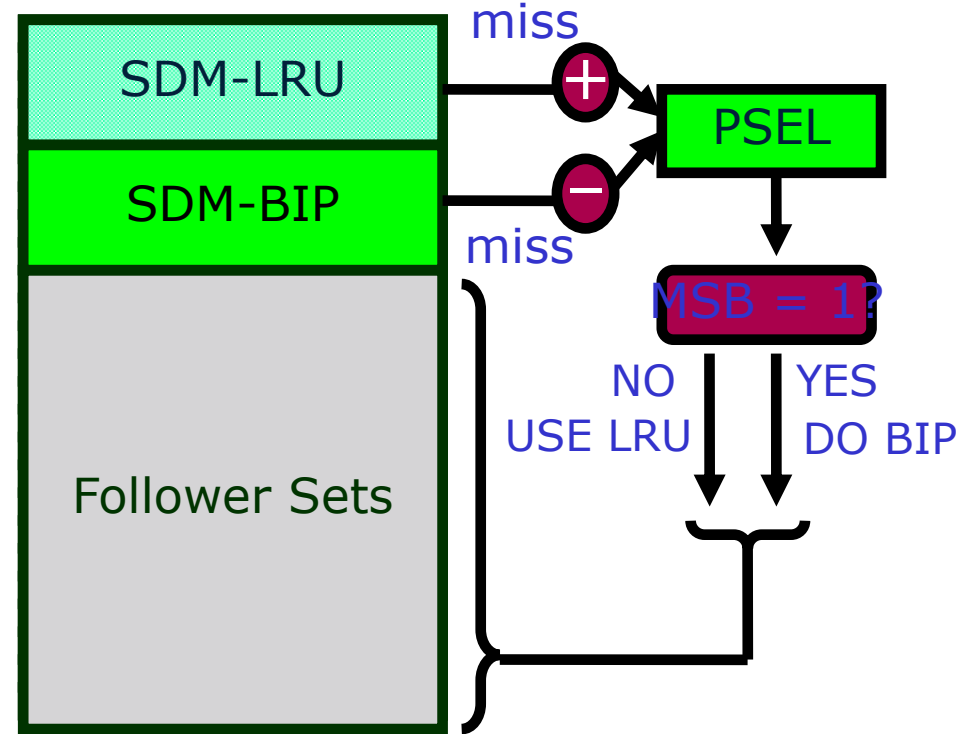 miss
SDM-LRU
+
PSEL
SDM-BIP
−
miss
MSB = 1?
NO
YES
USE LRU
DO BIP
Follower Sets